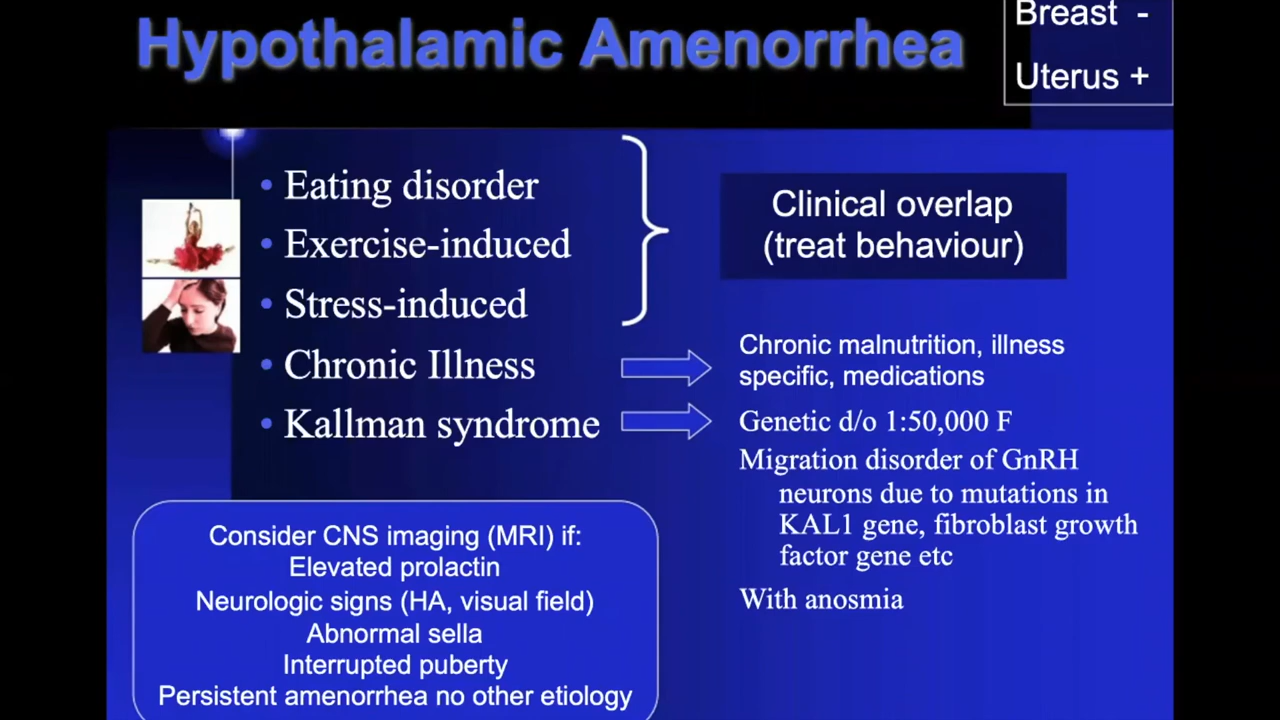 Hypothalamic Amenorrhea
Breast -
Uterus +
• Eating disorder
• Exercise-induced
• Stress-induced
• Chronic Illness
• Kallman syndrome
Clinical overlap
(treat behaviour)
Chronic malnutrition, illness
specific, medications
Genetic d/o 1:50,000 F
Migration disorder of GnRH
neurons due to mutations in
KAL1 gene, fibroblast growth
factor gene etc
With anosmia
Consider CNS imaging (MRI) if:
Elevated prolactin
Neurologic signs (HA, visual field)
Abnormal sella
Interrupted puberty
Persistent amenorrhea no other etiology